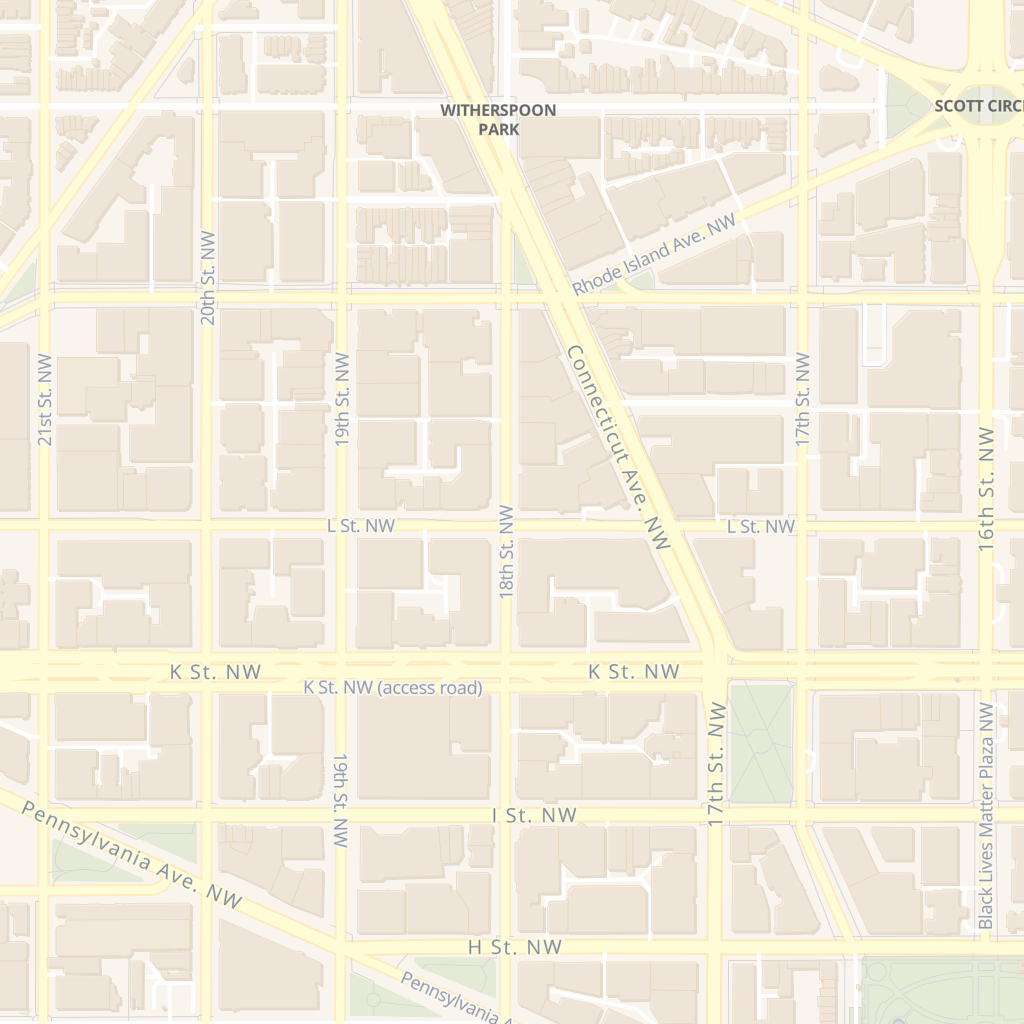 WITHERSPOON
PARK
SCOTT CIRC
Rhode Island Ave. NW
20th St. NW
21st St. NW
19th St. NW
Connecticut Ave. NW
17th St. NW
16th St. NW
L St. NW
18th St. NW
L St. NW
K St. NW
K St. NW
K St. NW (access road)
19th St. NW
17th St. NW
Black Lives Matter Plaza NW
Pennsylvania Ave. NW
I St. NW
H St. NW
Pennsylvania A